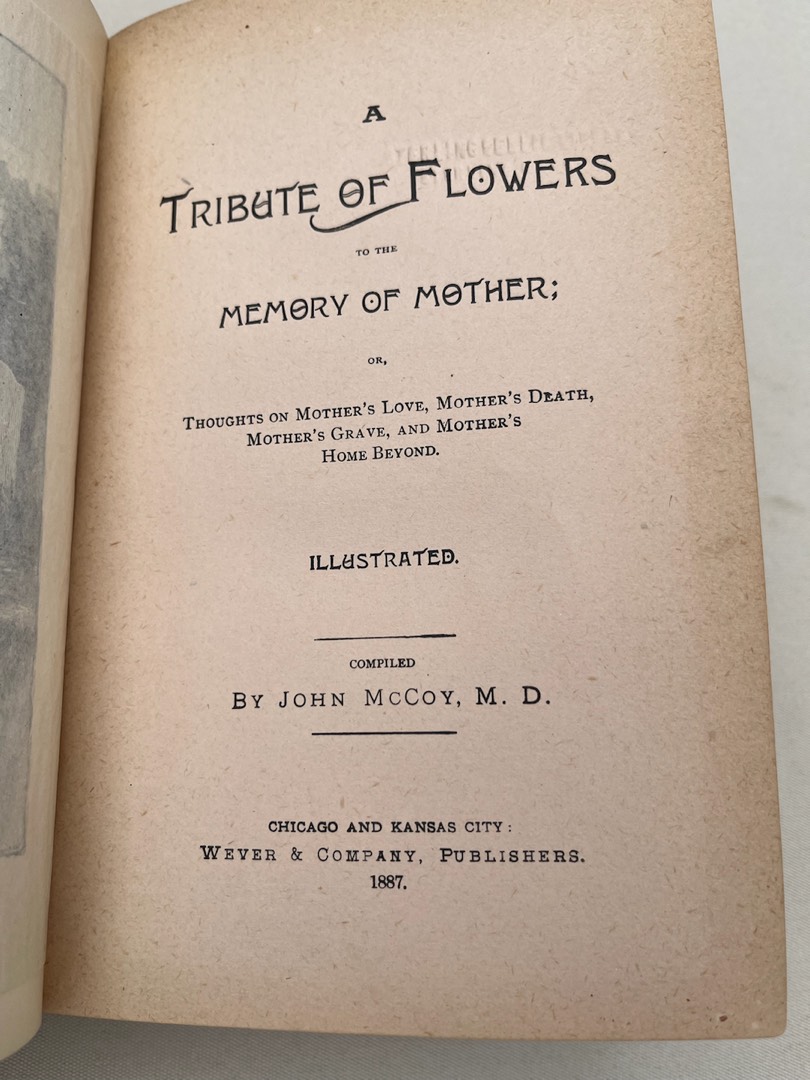 A
TRIBUTE OF FLOWERS
TO THE
MEMORY OF MOTHER;
OR,
THOUGHTS ON MOTHER'S LOVE, MOTHER'S DEATH,
MOTHER'S GRAVE, AND MOTHER'S
HOME BEYOND.
ILLUSTRATED.
COMPILED
BY JOHN MCCOY, M. D.
CHICAGO AND KANSAS CITY:
WEVER & COMPANY, PUBLISHERS.
1887.